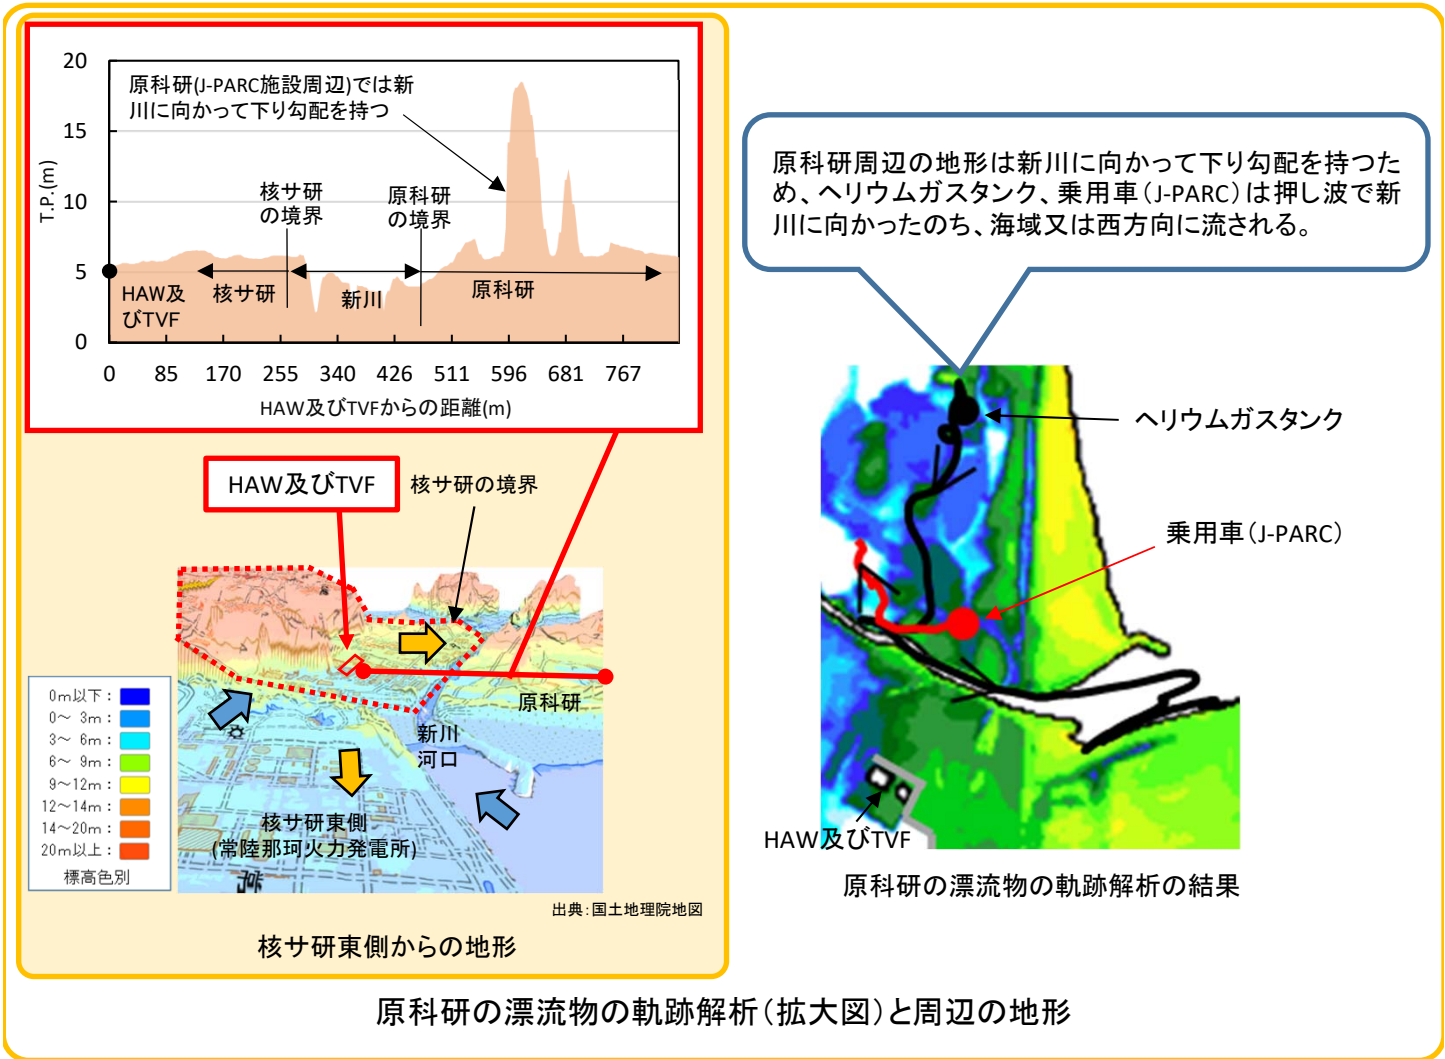 20
15
10
5
0
T.P.(m)
原科研(J-PARC施設周辺)では新
川に向かって下り勾配を持つ
核サ研
の境界
原科研
の境界
HAW及
びTVF
核サ研
新川
原科研
0 85 170 255 340 426 511 596 681 767
HAW及びTVFからの距離(m)
HAW及びTVF
核サ研の境界
原科研
新川
河口
核サ研東側
(常陸那珂火力発電所)
0m以下：
0～ 3m：
3～ 6m：
6～ 9m：
9～12m：
12～14m：
14～20m：
20m以上：
標高色別
出典：国土地理院地図
核サ研東側からの地形
原科研周辺の地形は新川に向かって下り勾配を持つた
め、ヘリウムガスタンク、乗用車（J-PARC）は押し波で新
川に向かったのち、海域又は西方向に流される。
ヘリウムガスタンク
乗用車（J-PARC）
HAW及びTVF
原科研の漂流物の軌跡解析の結果
原科研の漂流物の軌跡解析（拡大図）と周辺の地形